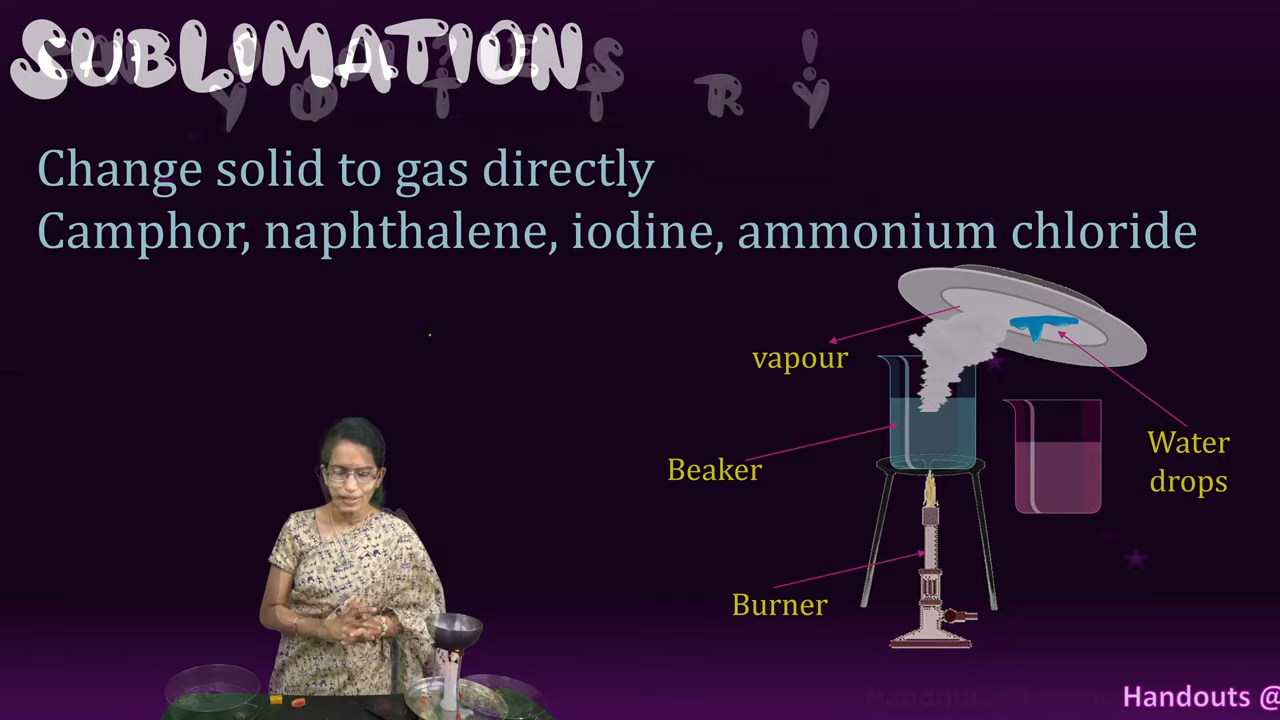 SUBLIMATION
Change solid to gas directly
Camphor, naphthalene, iodine, ammonium chloride
vapour
Beaker
Water
drops
Burner
Handouts @